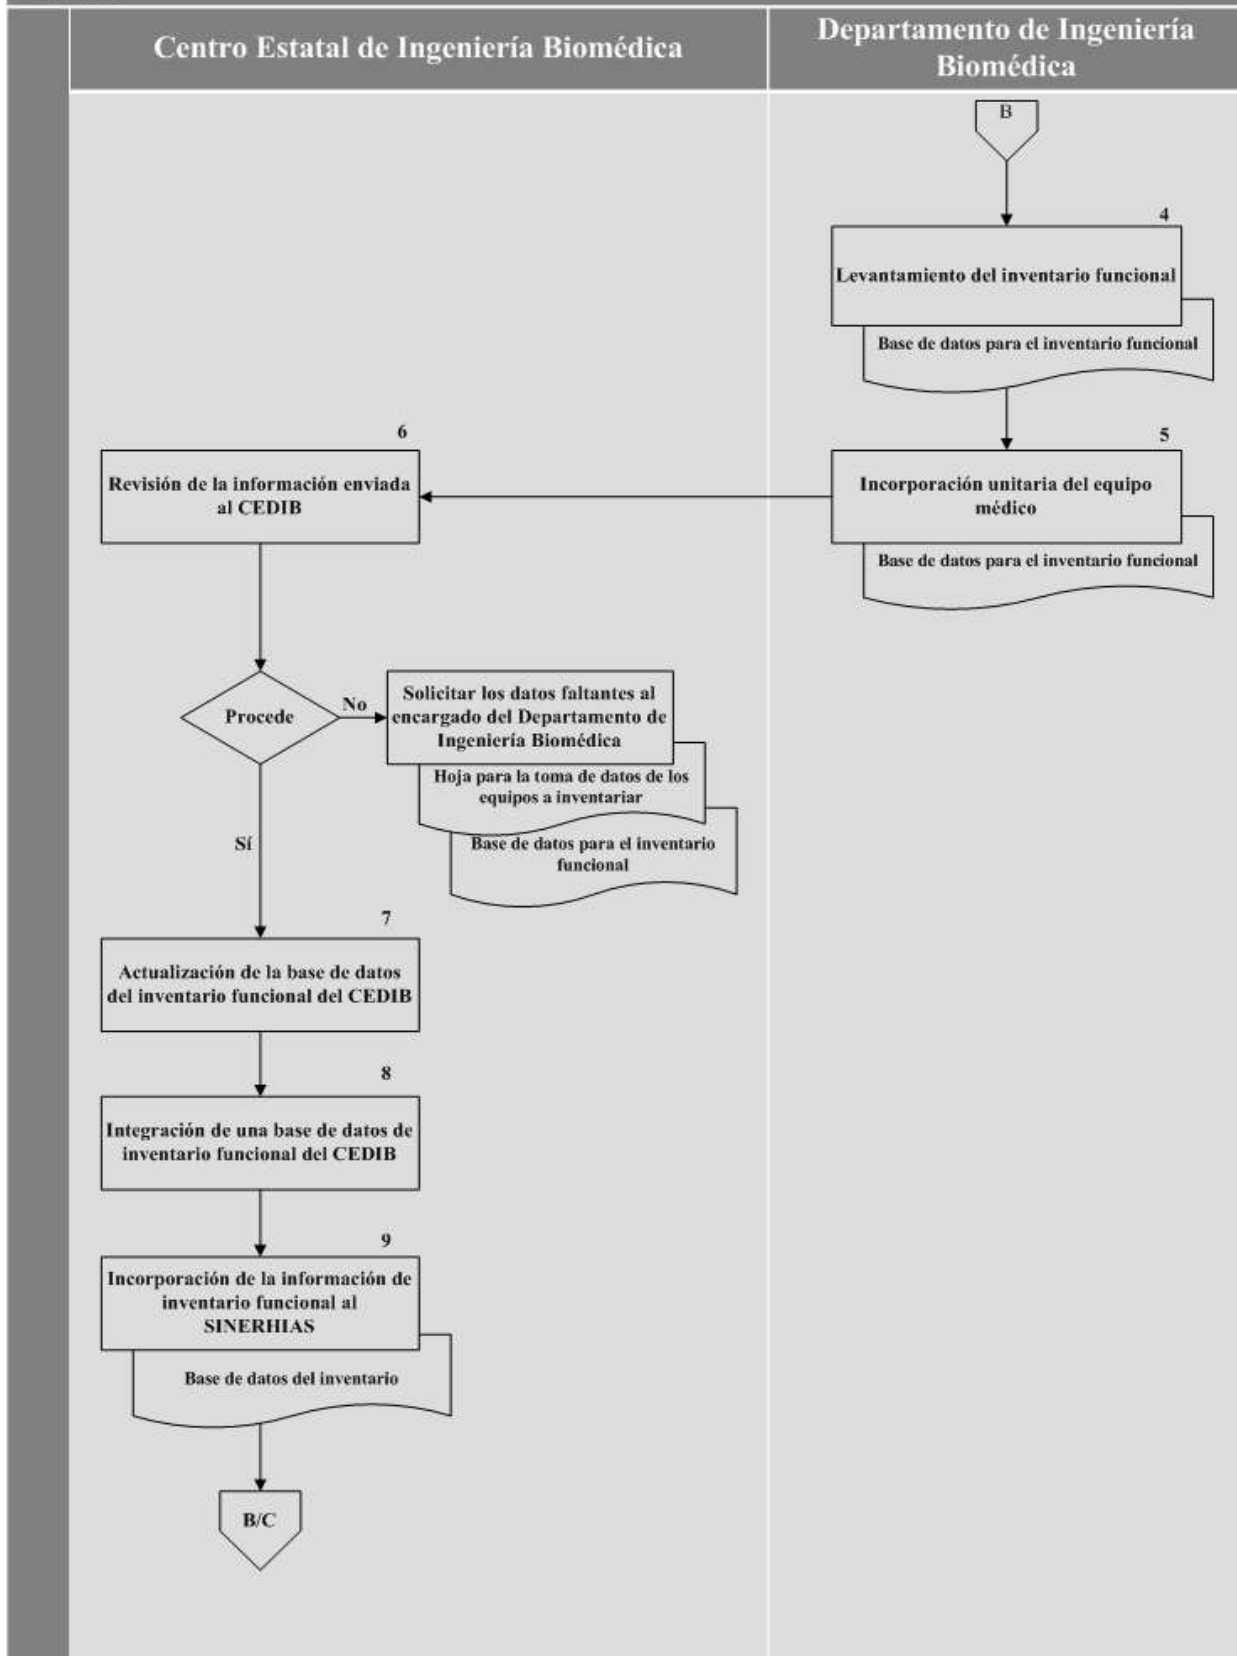 Centro Estatal de Ingeniería Biomédica
Departamento de Ingeniería
Biomédica
B
4
Levantamiento del inventario funcional
Base de datos para el inventario funcional
5
Incorporación unitaria del equipo
médico
Base de datos para el inventario funcional
6
Revisión de la información enviada
al CEDIB
Procede
No
Solicitar los datos faltantes al
encargado del Departamento de
Ingeniería Biomédica
Hoja para la toma de datos de los
equipos a inventariar
Base de datos para el inventario
funcional
Sí
7
Actualización de la base de datos
del inventario funcional del CEDIB
8
Integración de una base de datos de
inventario funcional del CEDIB
9
Incorporación de la información de
inventario funcional al
SINERHIAS
Base de datos del inventario
B/C